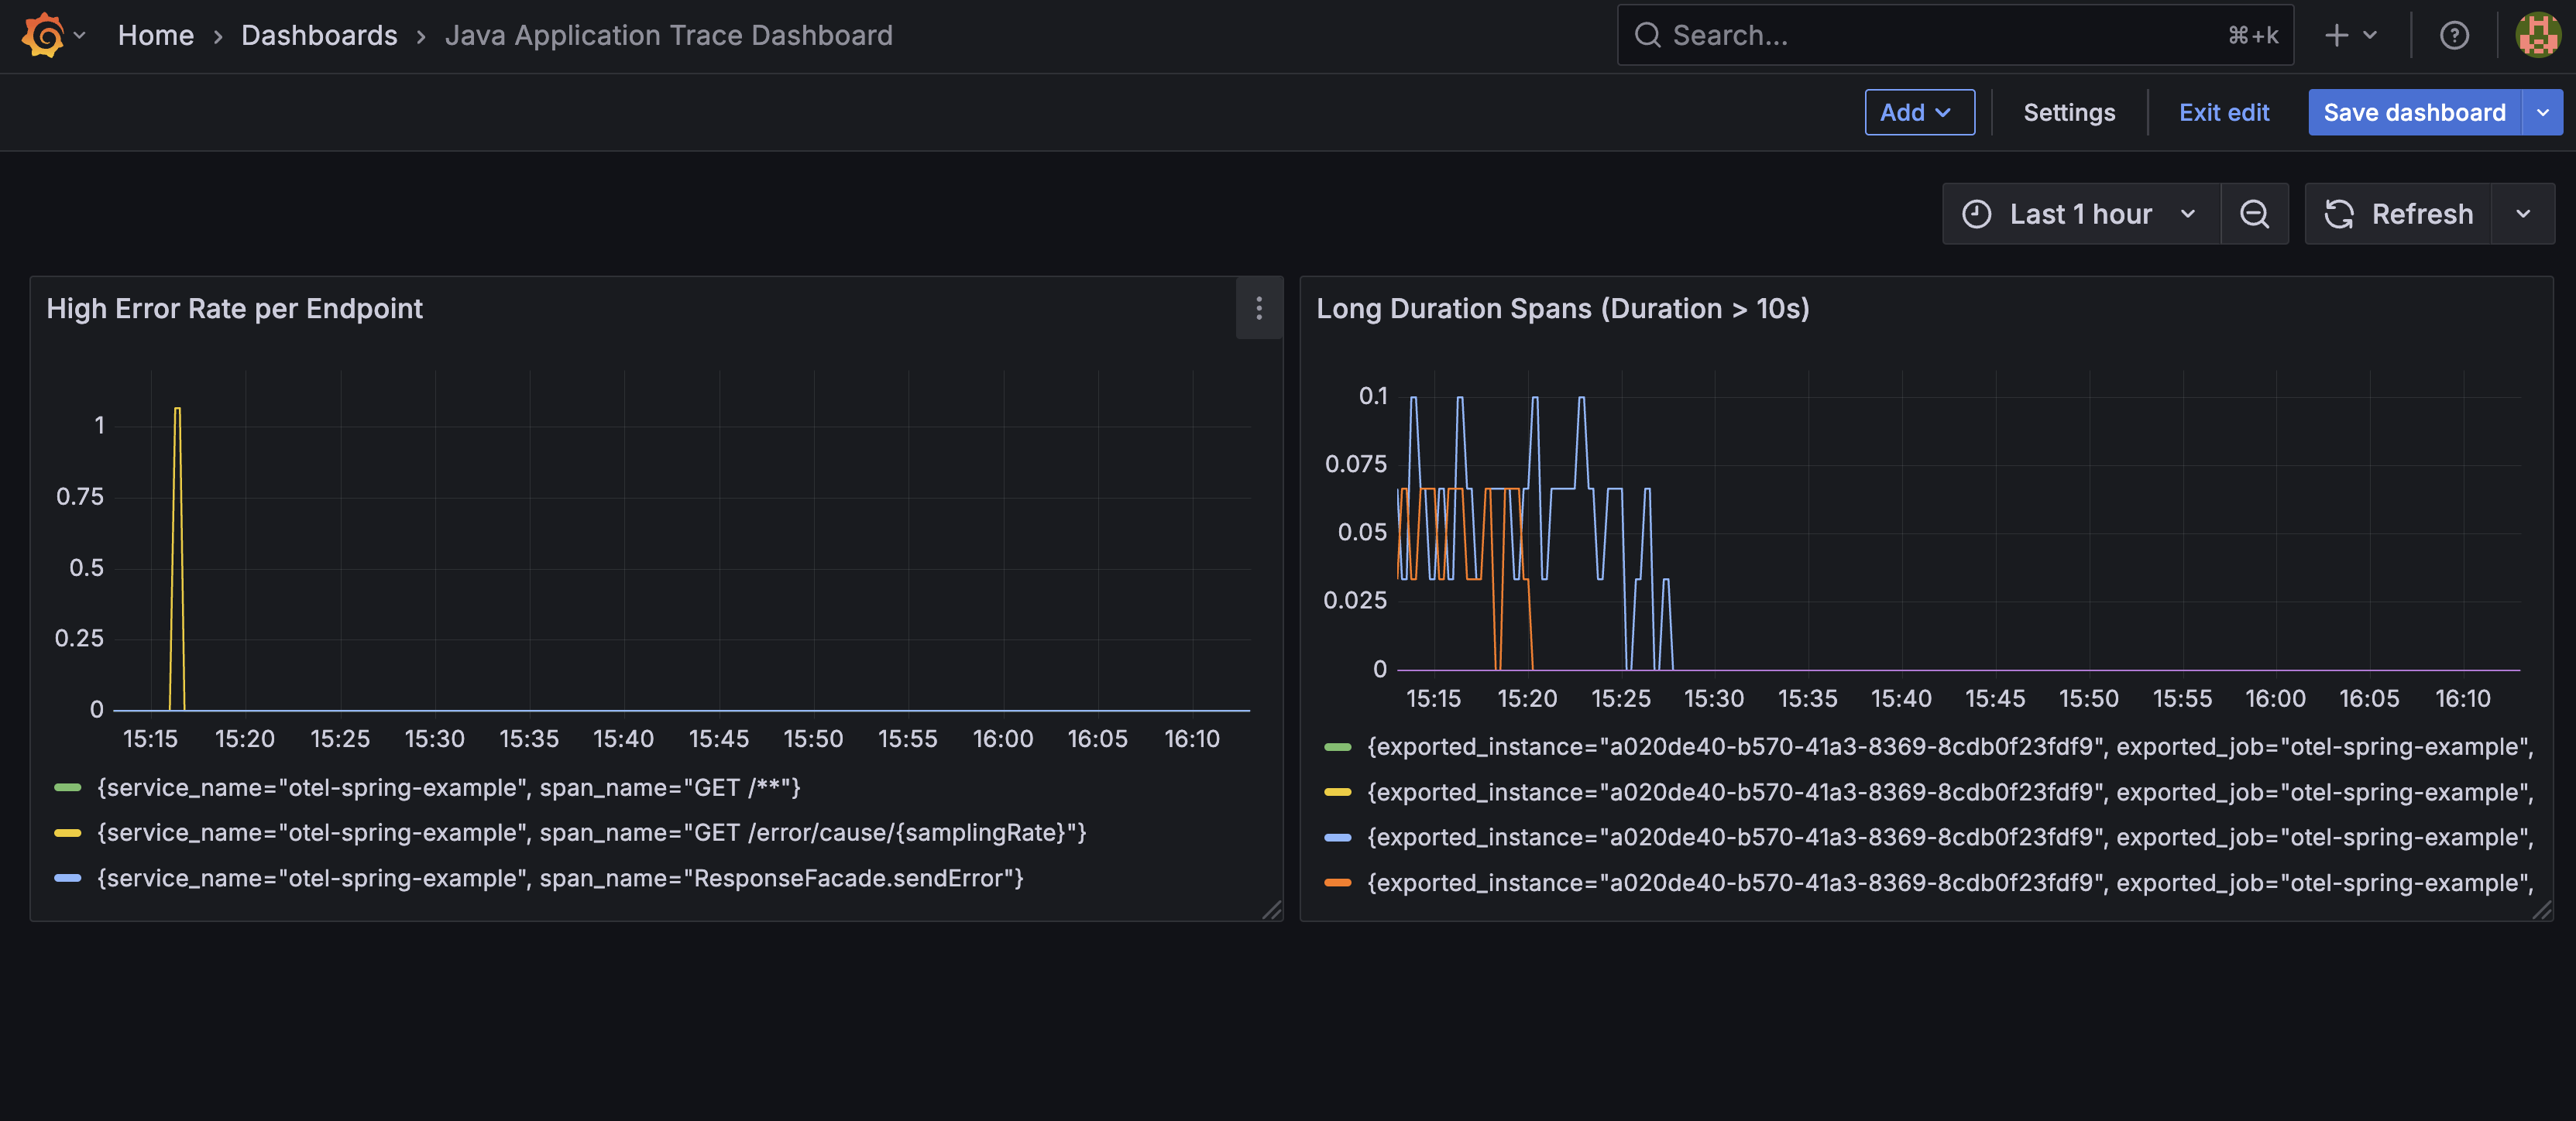 Home > Dashboards > Java Application Trace Dashboard
Search...
⌘+k
Add
Settings
Exit edit
Save dashboard
Last 1 hour
Refresh
High Error Rate per Endpoint
1
0.75
0.5
0.25
0
15:15 15:20 15:25 15:30 15:35 15:40 15:45 15:50 15:55 16:00 16:05 16:10
{service_name="otel-spring-example", span_name="GET /**"}
{service_name="otel-spring-example", span_name="GET /error/cause/{samplingRate}"}
{service_name="otel-spring-example", span_name="ResponseFacade.sendError"}
Long Duration Spans (Duration > 10s)
0.1
0.075
0.05
0.025
0
15:15 15:20 15:25 15:30 15:35 15:40 15:45 15:50 15:55 16:00 16:05 16:10
{exported_instance="a020de40-b570-41a3-8369-8cdb0f23fdf9", exported_job="otel-spring-example",
{exported_instance="a020de40-b570-41a3-8369-8cdb0f23fdf9", exported_job="otel-spring-example",
{exported_instance="a020de40-b570-41a3-8369-8cdb0f23fdf9", exported_job="otel-spring-example",
{exported_instance="a020de40-b570-41a3-8369-8cdb0f23fdf9", exported_job="otel-spring-example",